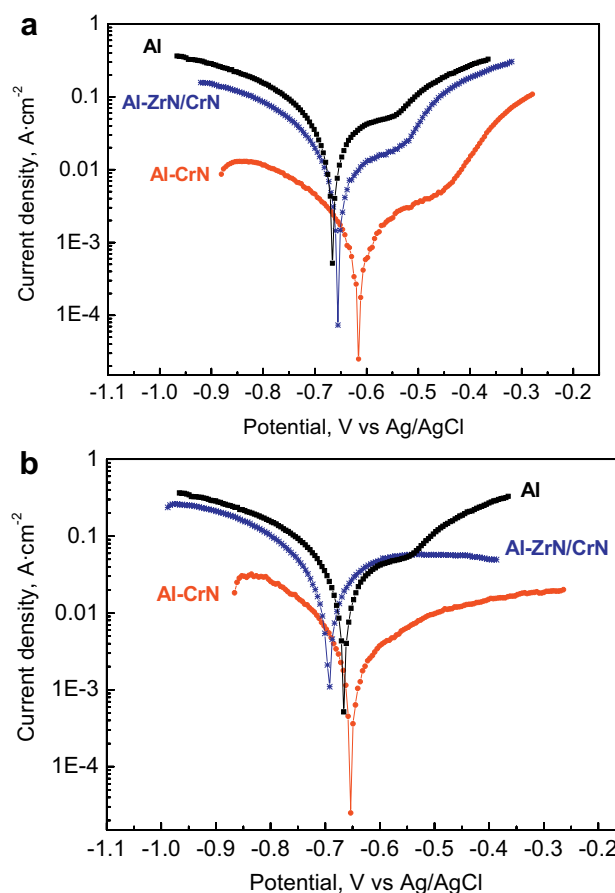 a
Al
Al-ZrN/CrN
Al-CrN
Current density, A·cm⁻²
1
0.1
0.01
1E-3
1E-4
-1.1 -1.0 -0.9 -0.8 -0.7 -0.6 -0.5 -0.4 -0.3 -0.2
Potential, V vs Ag/AgCl
b
Al
Al-ZrN/CrN
Al-CrN
Current density, A·cm⁻²
1
0.1
0.01
1E-3
1E-4
-1.1 -1.0 -0.9 -0.8 -0.7 -0.6 -0.5 -0.4 -0.3 -0.2
Potential, V vs Ag/AgCl